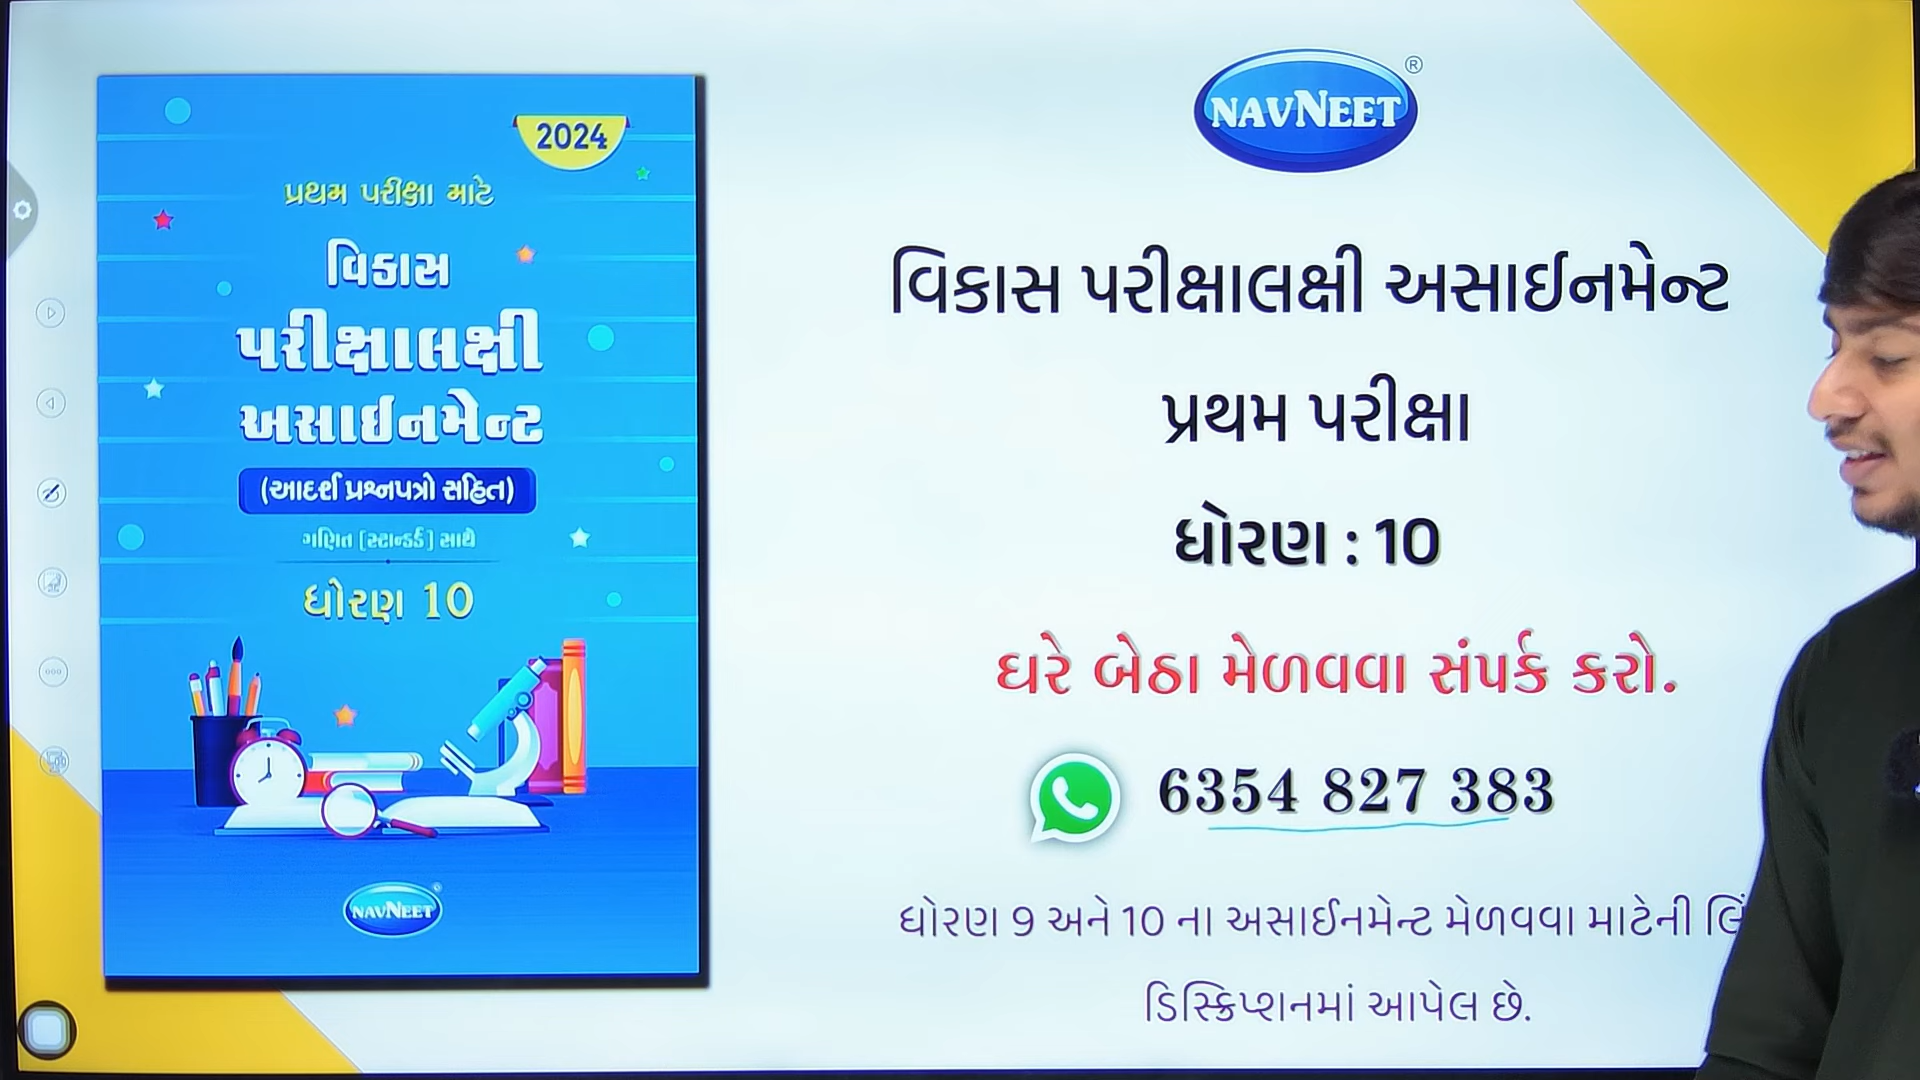 2024
પ્રથમ પરીક્ષા માટે
વિકાસ
પરીક્ષાલક્ષી
અસાઈનમેન્ટ
(આદર્શ પ્રશ્નપત્રો સહિત)
ગણિત [સ્ટાન્ડર્ડ] સાથે
ધોરણ 10
NAVNEET
NAVNEET ®
વિકાસ પરીક્ષાલક્ષી અસાઈનમેન્ટ
પ્રથમ પરીક્ષા
ધોરણ : 10
ઘરે બેઠા મેળવવા સંપર્ક કરો.
6354 827 383
ધોરણ 9 અને 10 ના અસાઈનમેન્ટ મેળવવા માટેની
ડિસ્ક્રિપ્શનમાં આપેલ છે.